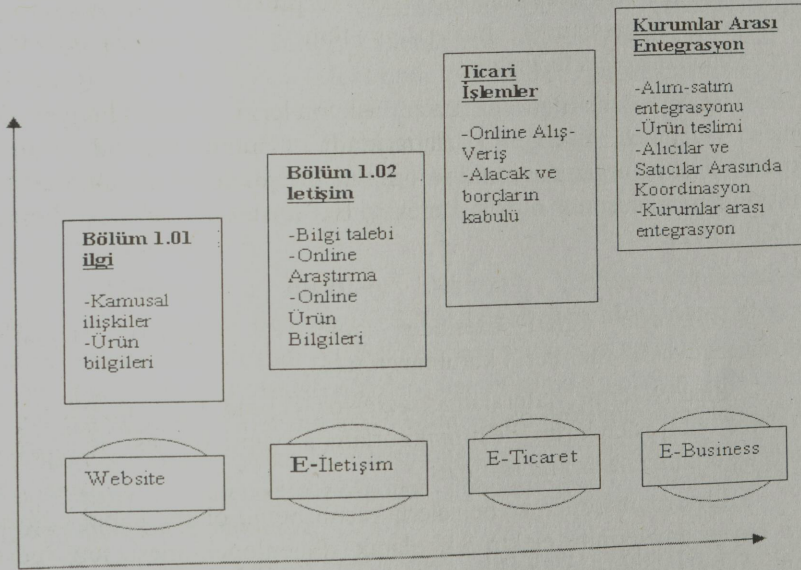 Bölüm 1.01
ilgi
-Kamusal
ilişkiler
-Ürün
bilgileri
Bölüm 1.02
letişim
-Bilgi talebi
-Online
Araştırma
-Online
Ürün
Bilgileri
Ticari
İşlemler
-Online Alış-
Veriş
-Alacak ve
borçların
kabulü
Kurumlar Arası
Entegrasyon
-Alım-satım
entegrasyonu
-Ürün teslimi
-Alıcılar ve
Satıcılar Arasında
Koordinasyon
-Kurumlar arası
entegrasyon
Website
E-İletişim
E-Ticaret
E-Business